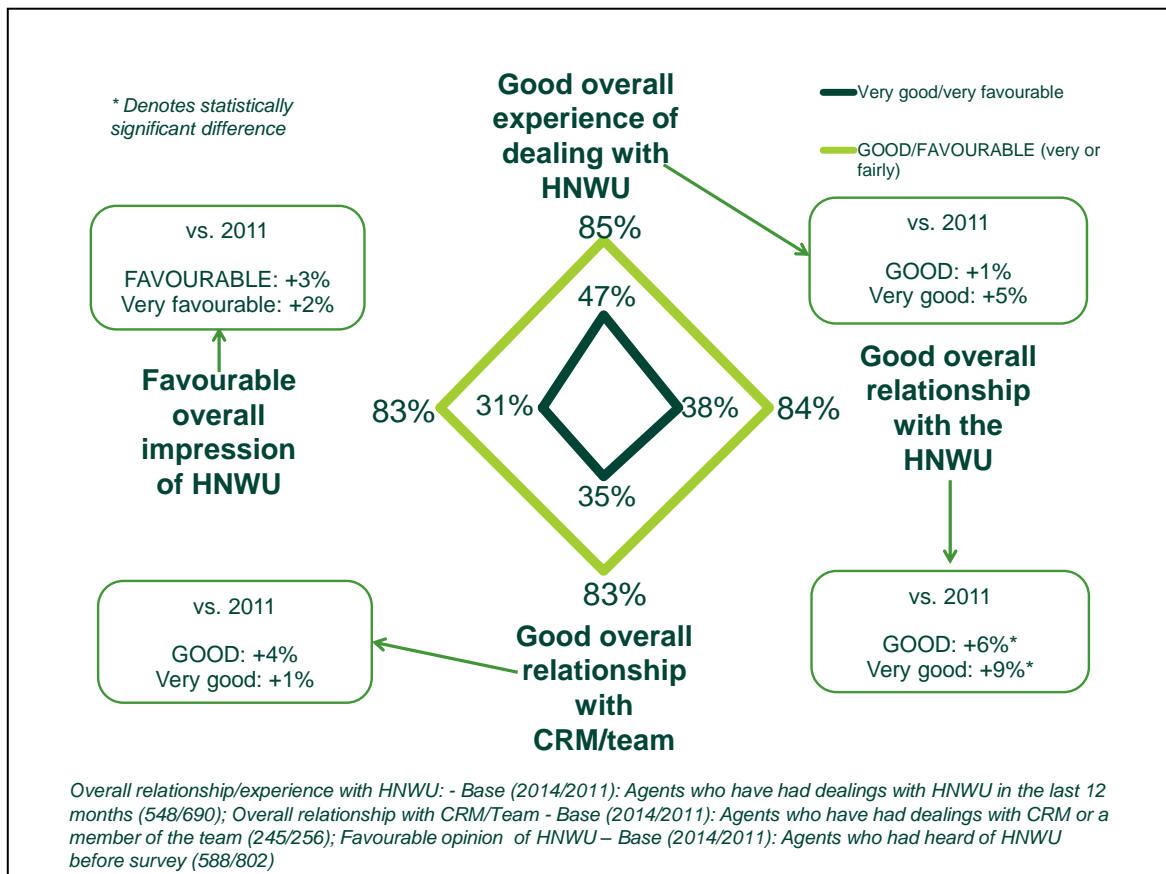 * Denotes statistically
significant difference
Good overall
experience of
dealing with
HNWU
Very good/very favourable
GOOD/FAVOURABLE (very or
fairly)
vs. 2011
FAVOURABLE: +3%
Very favourable: +2%
85%
47%
vs. 2011
GOOD: +1%
Very good: +5%
Favourable
overall
impression
of HNWU
83%
31%
38%
84%
Good overall
relationship
with the
HNWU
35%
83%
vs. 2011
GOOD: +4%
Very good: +1%
Good overall
relationship
with
CRM/team
vs. 2011
GOOD: +6%*
Very good: +9%*
Overall relationship/experience with HNWU: - Base (2014/2011): Agents who have had dealings with HNWU in the last 12
months (548/690); Overall relationship with CRM/Team - Base (2014/2011): Agents who have had dealings with CRM or a
member of the team (245/256); Favourable opinion of HNWU – Base (2014/2011): Agents who had heard of HNWU
before survey (588/802)